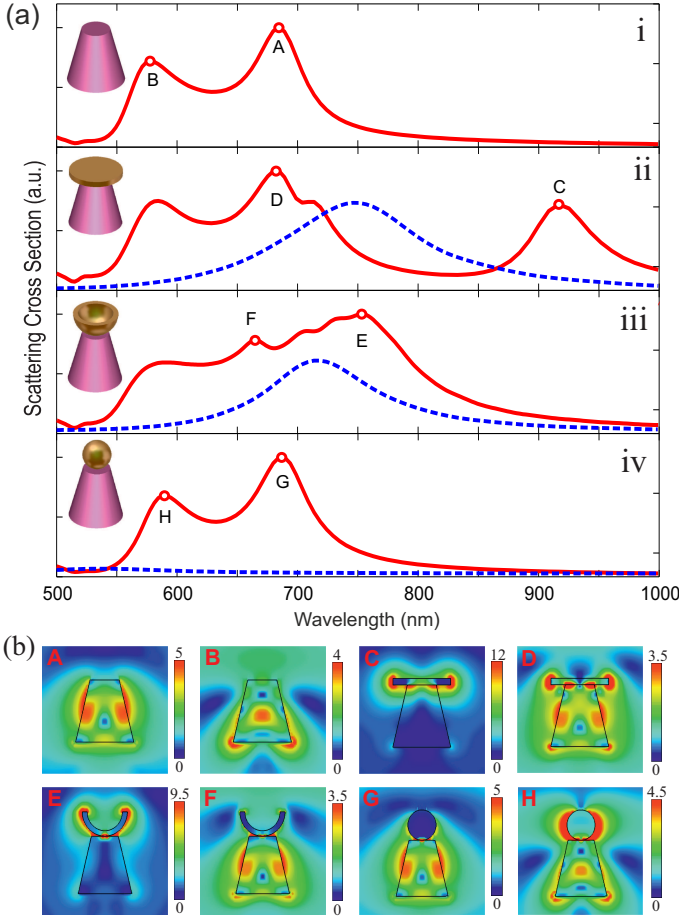 (a)
i
A
B
ii
D
C
iii
F
E
iv
G
H
Scattering Cross Section (a.u.)
500 600 700 800 900 1000
Wavelength (nm)
(b)
A 5 0 B 4 0 C 12 0 D 3.5 0
E 9.5 0 F 3.5 0 G 5 0 H 4.5 0